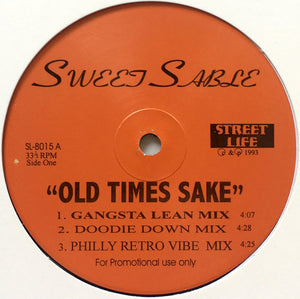 SWEET SABLE
SL-8015 A
33⅓ RPM
Side One
STREET
LIFE
℗ & © 1993
"OLD TIMES SAKE"
1. GANGSTA LEAN MIX 4:07
2. DOODIE DOWN MIX 4:28
3. PHILLY RETRO VIBE MIX 4:25
For Promotional use only